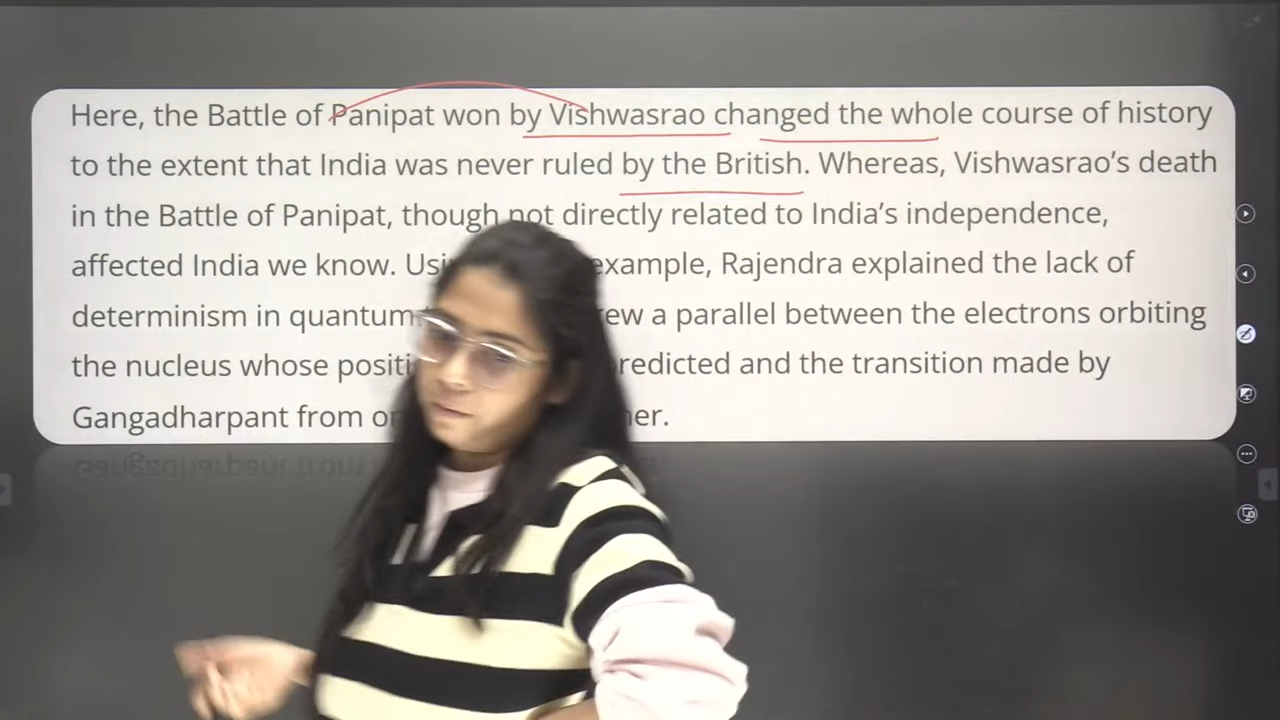 Here, the Battle of Panipat won by Vishwasrao changed the whole course of history
to the extent that India was never ruled by the British. Whereas, Vishwasrao's death
in the Battle of Panipat, though not directly related to India's independence,
affected India we know. example, Rajendra explained the lack of
determinism in quantum a parallel between the electrons orbiting
the nucleus whose and the transition made by
Gangadharpant from